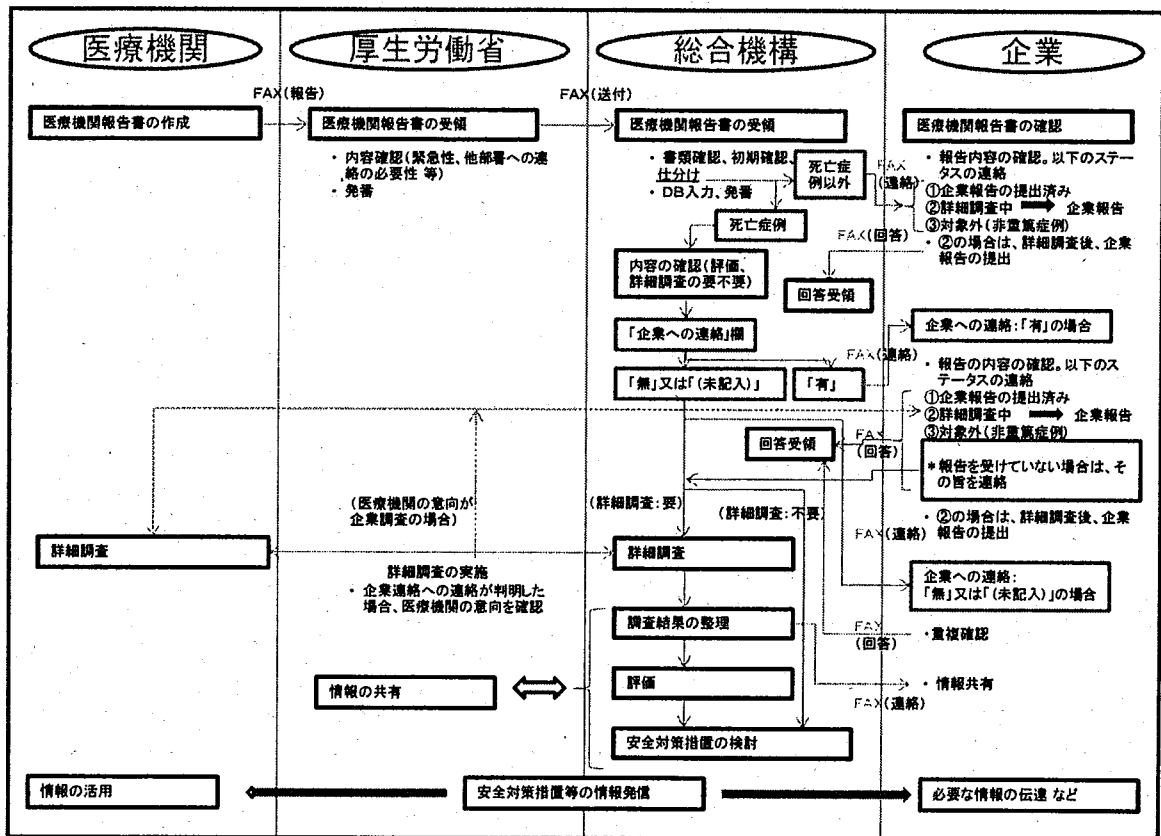 医療機関
厚生労働省
総合機構
企業
FAX(報告)
FAX(送付)
医療機関報告書の作成
医療機関報告書の受領
医療機関報告書の受領
医療機関報告書の確認
・内容確認(緊急性、他部署への連
絡の必要性 等)
・発番
・書類確認、初期確認、
仕分け
・DB入力、発番
死亡症
例以外
FAX
(連絡)
・報告内容の確認。以下のステー
タスの連絡
①企業報告の提出済み
②詳細調査中 企業報告
③対象外(非重篤症例)
・②の場合は、詳細調査後、企業
報告の提出
死亡症例
FAX(回答)
内容の確認(評価、
詳細調査の要不要)
回答受領
「企業への連絡」欄
企業への連絡:「有」の場合
FAX(連絡)
「無」又は「(未記入)」
「有」
・報告の内容の確認。以下のス
テータスの連絡
①企業報告の提出済み
②詳細調査中 企業報告
③対象外(非重篤症例)
回答受領
FA
(回答)
*報告を受けていない場合は、そ
の旨を連絡
(医療機関の意向が
企業調査の場合)
(詳細調査:要)
(詳細調査:不要)
・②の場合は、詳細調査後、企業
報告の提出
FAX(連絡)
詳細調査
詳細調査
詳細調査の実施
・企業連絡への連絡が判明した
場合、医療機関の意向を確認
企業への連絡:
「無」又は「(未記入)」の場合
調査結果の整理
FAX
(回答)
・重複確認
情報の共有
評価
・情報共有
FAX(連絡)
安全対策措置の検討
情報の活用
安全対策措置等の情報発信
必要な情報の伝達 など